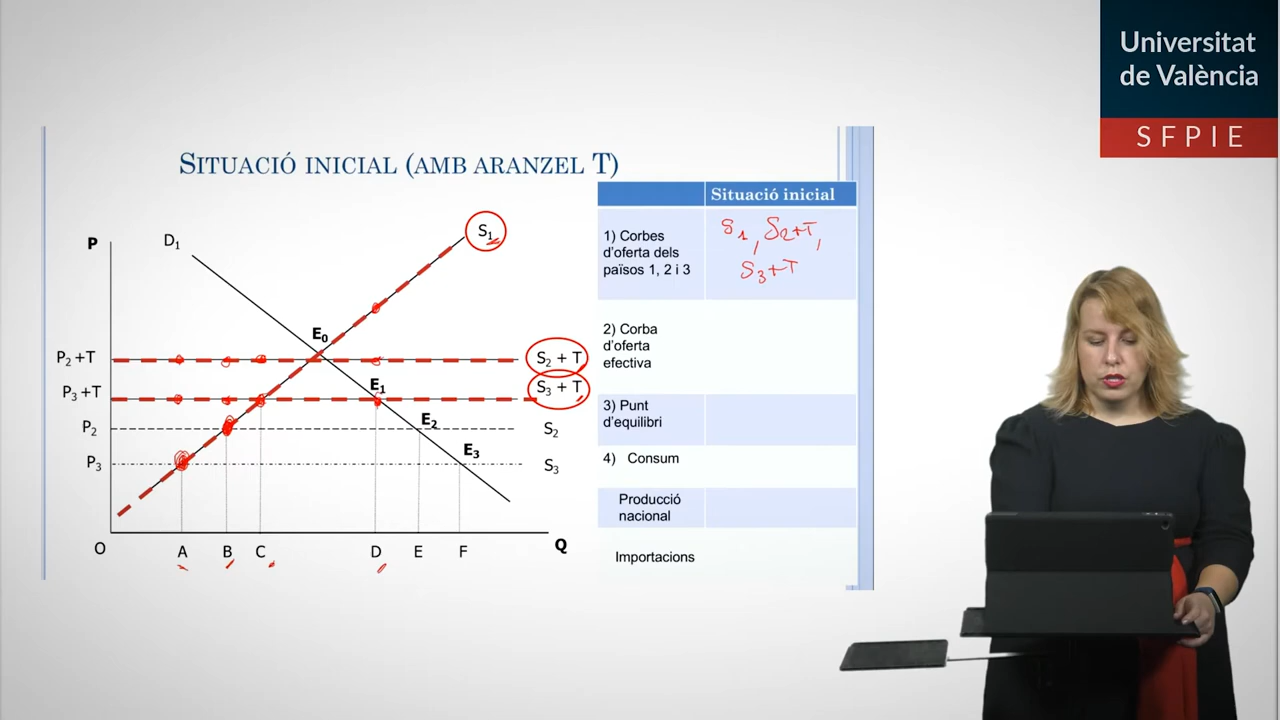 Universitat
de València
SFPIE
SITUACIÓ INICIAL (AMB ARANZEL T)
Situació inicial
1) Corbes
d'oferta dels
països 1, 2 i 3
S1, S2+T,
S3+T
2) Corba
d'oferta
efectiva
3) Punt
d'equilibri
4) Consum
Producció
nacional
Importacions
P
D1
S1
E0
P2 +T
S2 + T
P3 +T
E1
S3 + T
P2
E2
S2
P3
E3
S3
O
A
B
C
D
E
F
Q